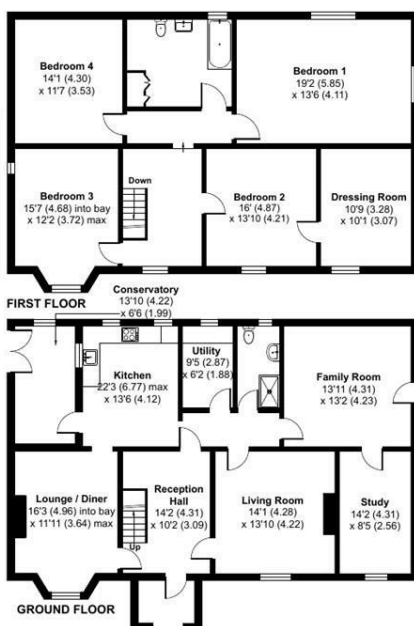 Bedroom 4
14'1 (4.30)
x 11'7 (3.53)
Bedroom 1
19'2 (5.85)
x 13'6 (4.11)
Bedroom 3
15'7 (4.68) into bay
x 12'2 (3.72) max
Down
Bedroom 2
16' (4.87)
x 13'10 (4.21)
Dressing Room
10'9 (3.28)
x 10'1 (3.07)
FIRST FLOOR
Conservatory
13'10 (4.22)
x 6'6 (1.99)
Kitchen
22'3 (6.77) max
x 13'6 (4.12)
Utility
9'5 (2.87)
x 6'2 (1.88)
Family Room
13'11 (4.31)
x 13'2 (4.23)
Lounge / Diner
16'3 (4.96) into bay
x 11'11 (3.64) max
Reception
Hall
14'2 (4.31)
x 10'2 (3.09)
Up
Living Room
14'1 (4.28)
x 13'10 (4.22)
Study
14'2 (4.31)
x 8'5 (2.56)
GROUND FLOOR